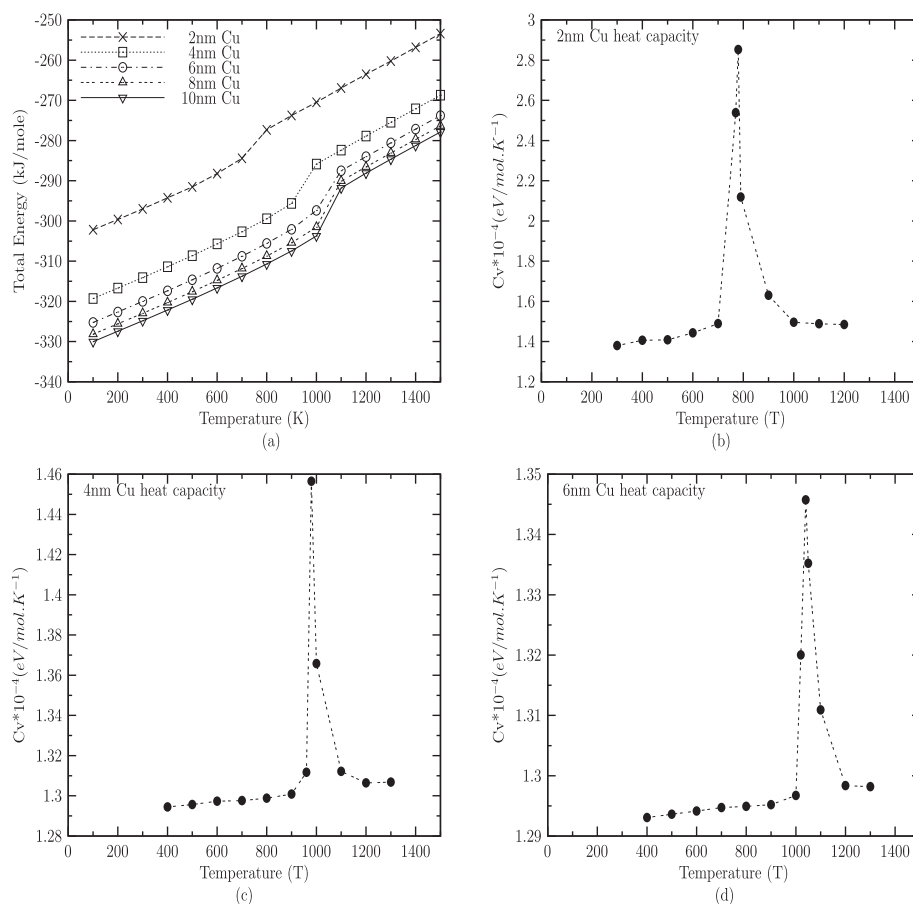 -250
-260
-270
-280
-290
-300
-310
-320
-330
-340
Total Energy (kJ/mole)
2nm Cu
4nm Cu
6nm Cu
8nm Cu
10nm Cu
0 200 400 600 800 1000 1200 1400
Temperature (K)
(a)
3
2.8
2.6
2.4
2.2
2
1.8
1.6
1.4
1.2
Cv*10⁻⁴(eV/mol.K⁻¹)
2nm Cu heat capacity
0 200 400 600 800 1000 1200 1400
Temperature (T)
(b)
1.46
1.44
1.42
1.4
1.38
1.36
1.34
1.32
1.3
1.28
Cv*10⁻⁴(eV/mol.K⁻¹)
4nm Cu heat capacity
0 200 400 600 800 1000 1200 1400
Temperature (T)
(c)
1.35
1.34
1.33
1.32
1.31
1.3
1.29
Cv*10⁻⁴(eV/mol.K⁻¹)
6nm Cu heat capacity
0 200 400 600 800 1000 1200 1400
Temperature (T)
(d)